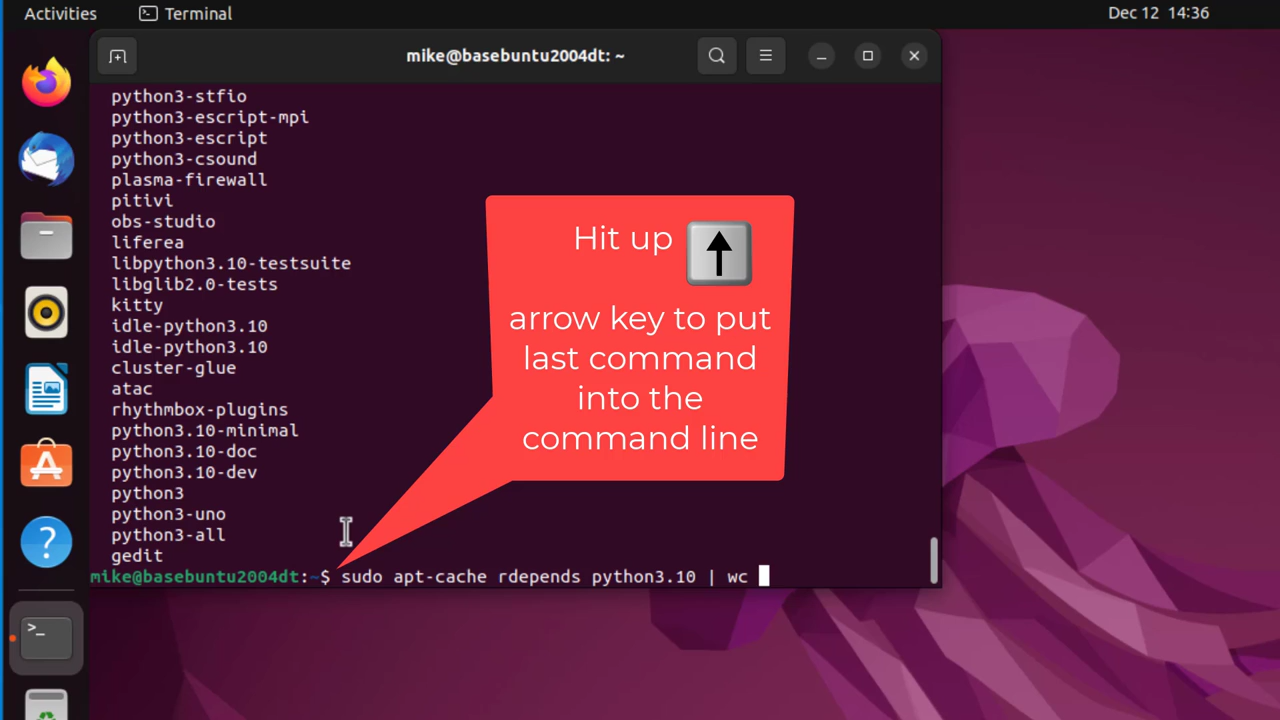 Activities
Terminal
Dec 12 14:36
mike@basebuntu2004dt: ~
python3-stfio
python3-escript-mpi
python3-escript
python3-csound
plasma-firewall
pitivi
obs-studio
liferea
libpython3.10-testsuite
libglib2.0-tests
kitty
idle-python3.10
idle-python3.10
cluster-glue
atac
rhythmbox-plugins
python3.10-minimal
python3.10-doc
python3.10-dev
python3
python3-uno
python3-all
gedit
mike@basebuntu2004dt:~$ sudo apt-cache rdepends python3.10 | wc
Hit up
arrow key to put
last command
into the
command line